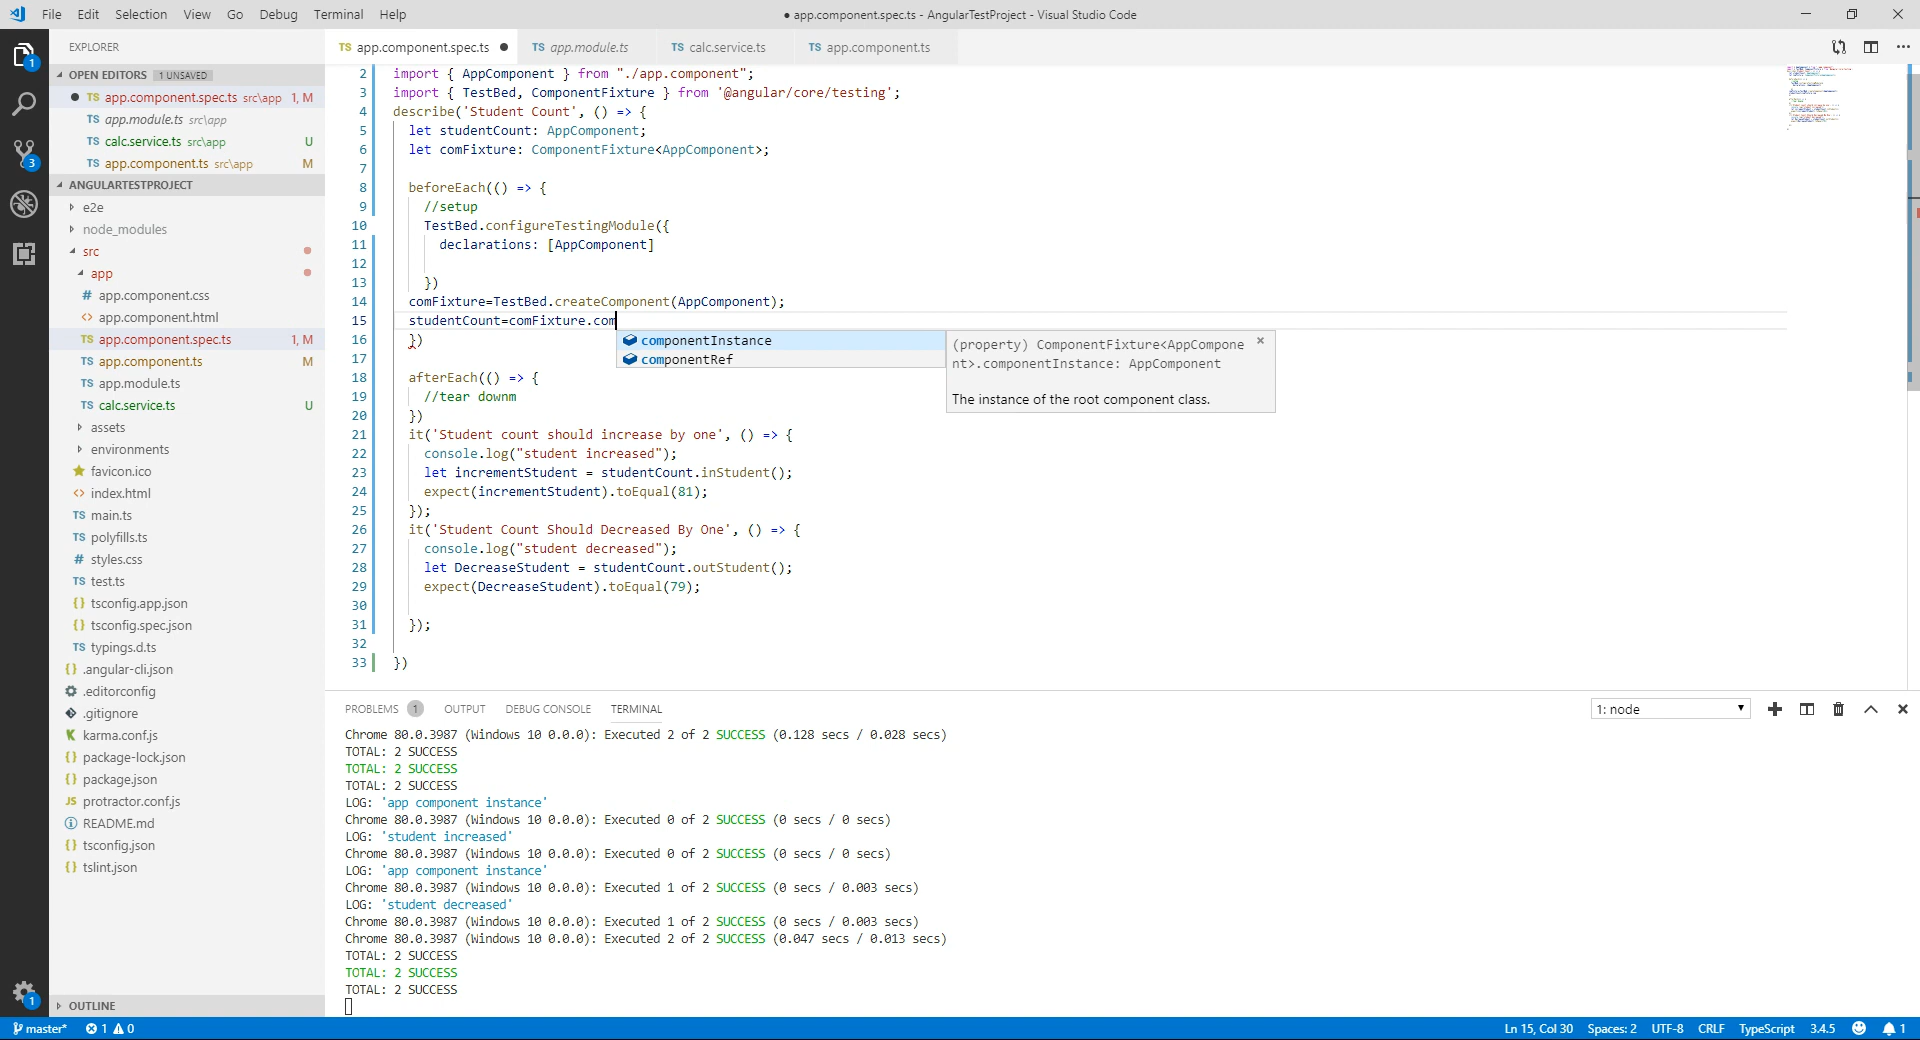 File Edit Selection View Go Debug Terminal Help
● app.component.spec.ts - AngularTestProject - Visual Studio Code
EXPLORER
OPEN EDITORS 1 UNSAVED
● TS app.component.spec.ts src\app 1, M
TS app.module.ts src\app
TS calc.service.ts src\app U
TS app.component.ts src\app M
ANGULARTESTPROJECT
e2e
node_modules
src
app
# app.component.css
<> app.component.html
TS app.component.spec.ts 1, M
TS app.component.ts M
TS app.module.ts
TS calc.service.ts U
assets
environments
favicon.ico
<> index.html
TS main.ts
TS polyfills.ts
# styles.css
TS test.ts
{} tsconfig.app.json
{} tsconfig.spec.json
TS typings.d.ts
{} .angular-cli.json
.editorconfig
.gitignore
K karma.conf.js
{} package-lock.json
{} package.json
JS protractor.conf.js
README.md
{} tsconfig.json
{} tslint.json
OUTLINE
TS app.component.spec.ts ● TS app.module.ts TS calc.service.ts TS app.component.ts
2 import { AppComponent } from "./app.component";
3 import { TestBed, ComponentFixture } from '@angular/core/testing';
4 describe('Student Count', () => {
5 let studentCount: AppComponent;
6 let comFixture: ComponentFixture<AppComponent>;
7
8 beforeEach(() => {
9 //setup
10 TestBed.configureTestingModule({
11 declarations: [AppComponent]
12
13 })
14 comFixture=TestBed.createComponent(AppComponent);
15 studentCount=comFixture.com
16 })
17
18 afterEach(() => {
19 //tear downm
20 })
21 it('Student count should increase by one', () => {
22 console.log("student increased");
23 let incrementStudent = studentCount.inStudent();
24 expect(incrementStudent).toEqual(81);
25 });
26 it('Student Count Should Decreased By One', () => {
27 console.log("student decreased");
28 let DecreaseStudent = studentCount.outStudent();
29 expect(DecreaseStudent).toEqual(79);
30
31 });
32
33 })
componentInstance
componentRef
(property) ComponentFixture<AppCompone
nt>.componentInstance: AppComponent
The instance of the root component class.
PROBLEMS 1 OUTPUT DEBUG CONSOLE TERMINAL
1: node
Chrome 80.0.3987 (Windows 10 0.0.0): Executed 2 of 2 SUCCESS (0.128 secs / 0.028 secs)
TOTAL: 2 SUCCESS
TOTAL: 2 SUCCESS
TOTAL: 2 SUCCESS
LOG: 'app component instance'
Chrome 80.0.3987 (Windows 10 0.0.0): Executed 0 of 2 SUCCESS (0 secs / 0 secs)
LOG: 'student increased'
Chrome 80.0.3987 (Windows 10 0.0.0): Executed 0 of 2 SUCCESS (0 secs / 0 secs)
LOG: 'app component instance'
Chrome 80.0.3987 (Windows 10 0.0.0): Executed 1 of 2 SUCCESS (0 secs / 0.003 secs)
LOG: 'student decreased'
Chrome 80.0.3987 (Windows 10 0.0.0): Executed 1 of 2 SUCCESS (0 secs / 0.003 secs)
Chrome 80.0.3987 (Windows 10 0.0.0): Executed 2 of 2 SUCCESS (0.047 secs / 0.013 secs)
TOTAL: 2 SUCCESS
TOTAL: 2 SUCCESS
TOTAL: 2 SUCCESS
1
3
1
master* 1 0
Ln 15, Col 30 Spaces: 2 UTF-8 CRLF TypeScript 3.4.5 1